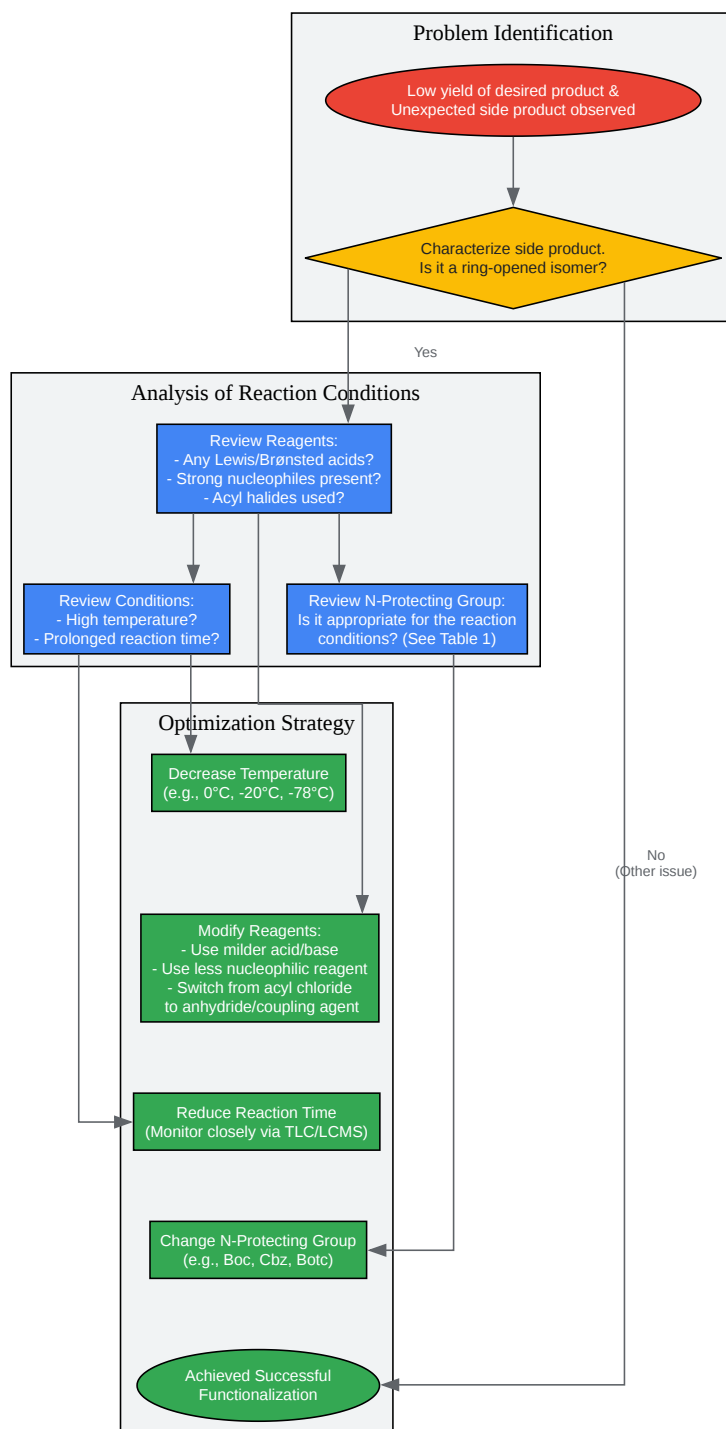 Problem Identification
Low yield of desired product &
Unexpected side product observed
Characterize side product.
Is it a ring-opened isomer?
Yes
Analysis of Reaction Conditions
Review Reagents:
- Any Lewis/Brønsted acids?
- Strong nucleophiles present?
- Acyl halides used?
Review Conditions:
- High temperature?
- Prolonged reaction time?
Review N-Protecting Group:
Is it appropriate for the reaction
conditions? (See Table 1)
Optimization Strategy
Decrease Temperature
(e.g., 0°C, -20°C, -78°C)
No
(Other issue)
Modify Reagents:
- Use milder acid/base
- Use less nucleophilic reagent
- Switch from acyl chloride
to anhydride/coupling agent
Reduce Reaction Time
(Monitor closely via TLC/LCMS)
Change N-Protecting Group
(e.g., Boc, Cbz, Botc)
Achieved Successful
Functionalization